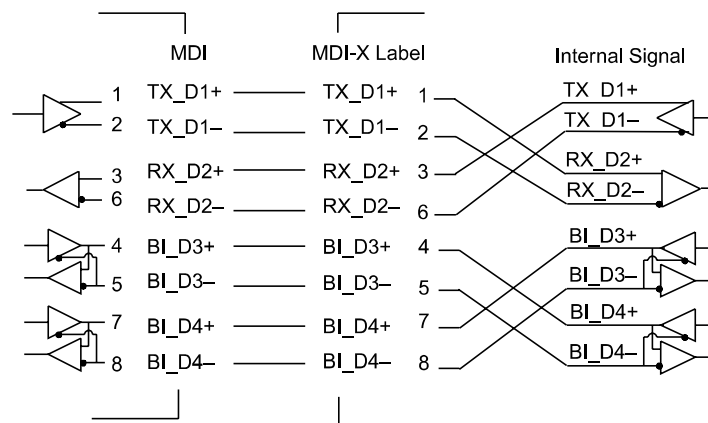 MDI MDI-X Label Internal Signal
1 TX_D1+ TX_D1+ 1 TX D1+
2 TX_D1– TX_D1– 2 TX D1–
3 RX_D2+ RX_D2+ 3 RX_D2+
6 RX_D2- RX_D2- 6 RX_D2-
4 BI_D3+ BI_D3+ 4 BI_D3+
5 BI_D3– BI_D3– 5 BI_D3–
7 BI_D4+ BI_D4+ 7 BI_D4+
8 BI_D4– BI_D4– 8 BI_D4–